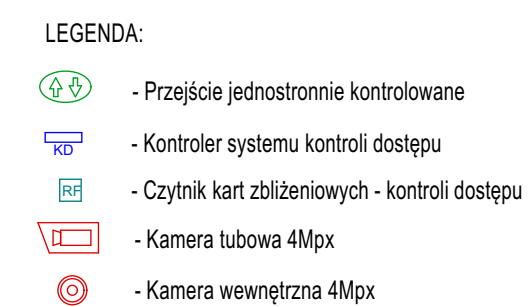 LEGENDA:
- Przejście jednostronnie kontrolowane
KD - Kontroler systemu kontroli dostępu
RF - Czytnik kart zbliżeniowych - kontroli dostępu
- Kamera tubowa 4Mpx
- Kamera wewnętrzna 4Mpx